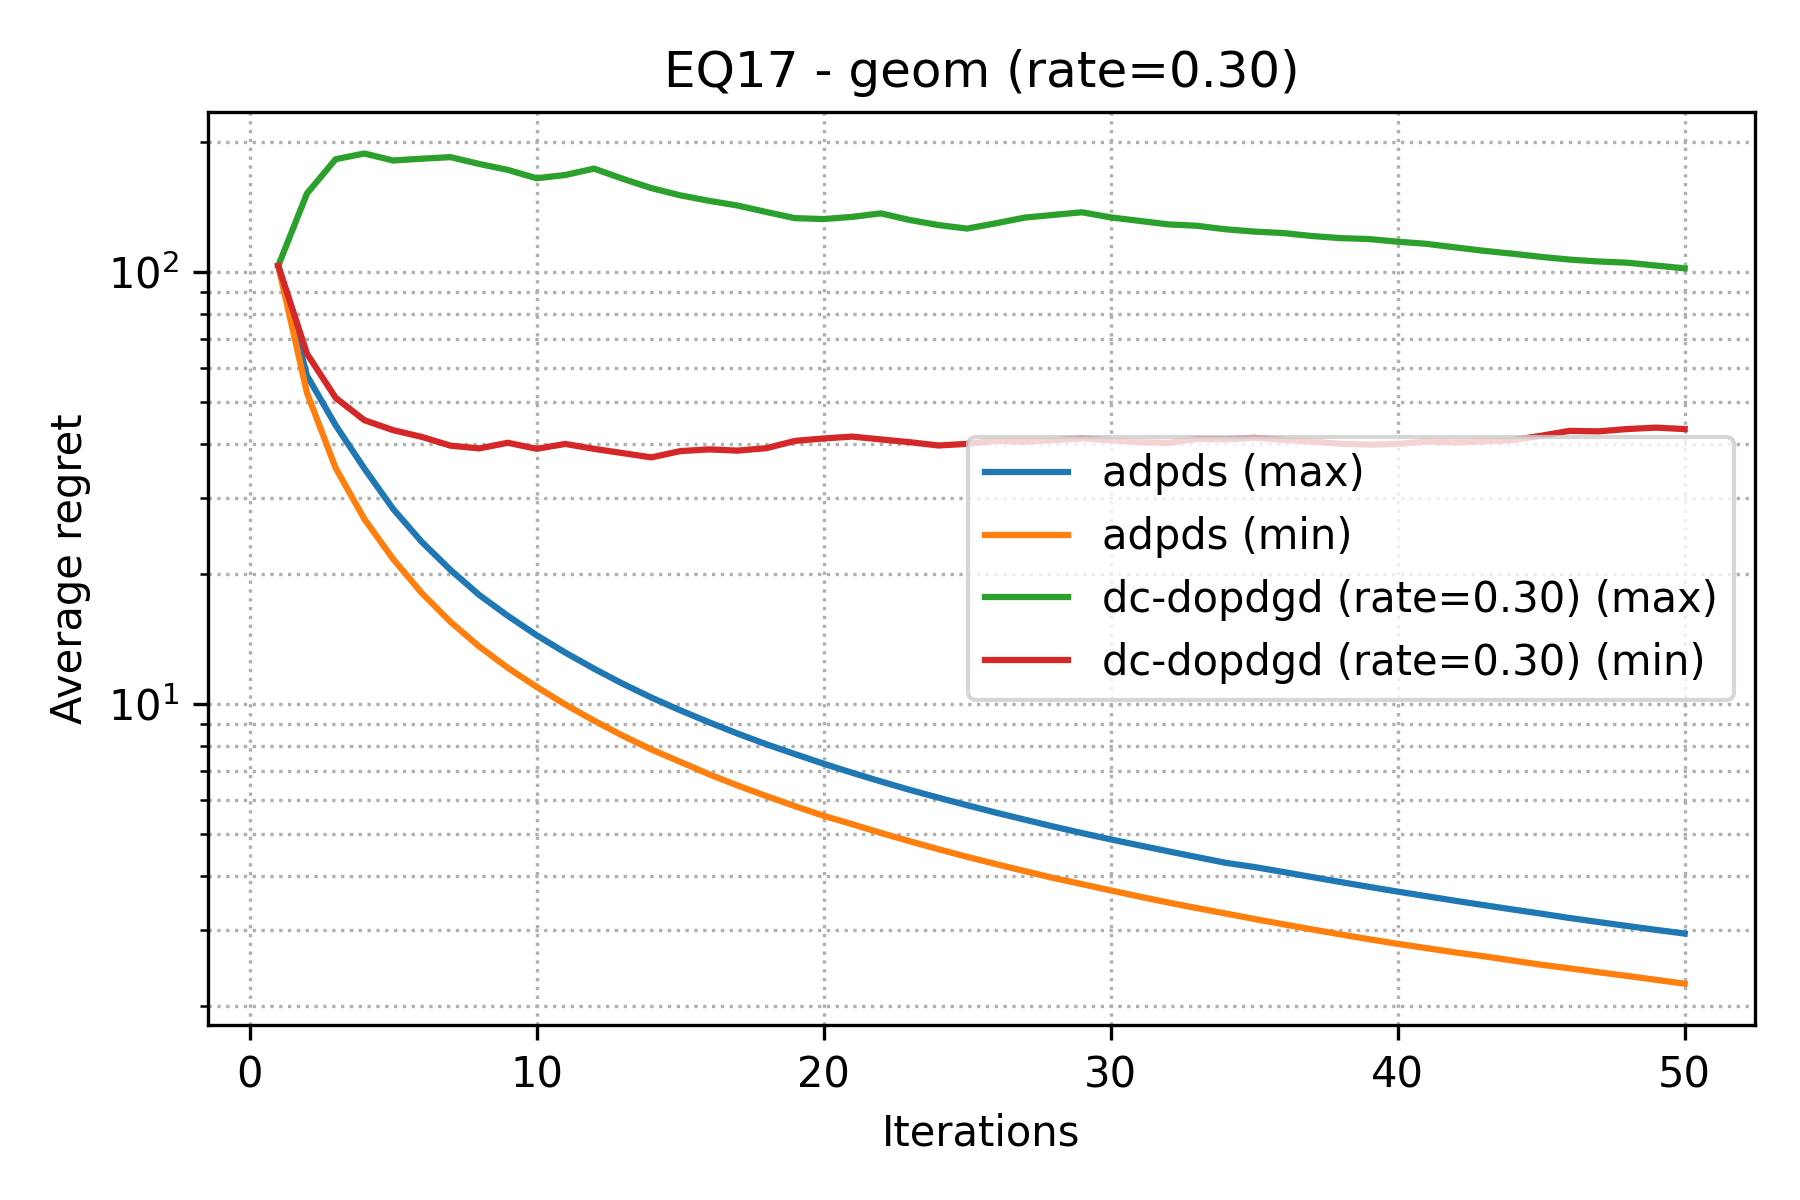 EQ17 - geom (rate=0.30)
Average regret
10²
10¹
adpds (max)
adpds (min)
dc-dopdgd (rate=0.30) (max)
dc-dopdgd (rate=0.30) (min)
0 10 20 30 40 50
Iterations